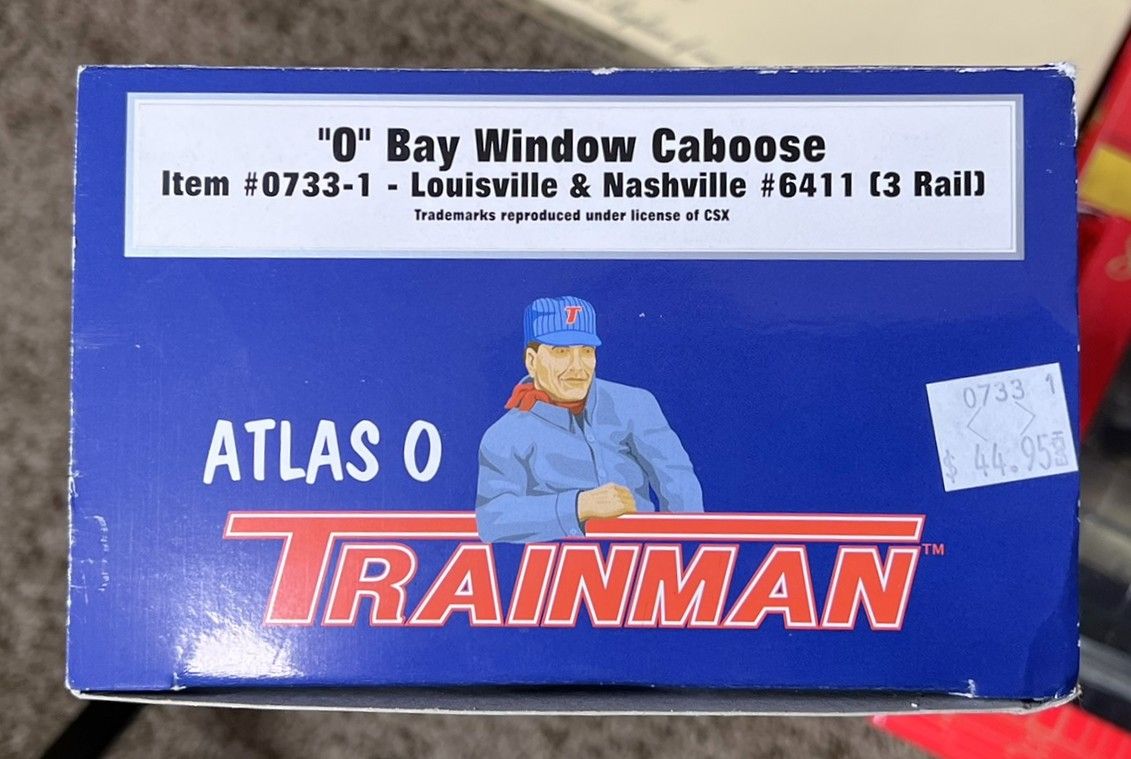 "O" Bay Window Caboose
Item #0733-1 - Louisville & Nashville #6411 (3 Rail)
Trademarks reproduced under license of CSX
T
0733 1
$ 44.95
ATLAS O
TRAINMAN™